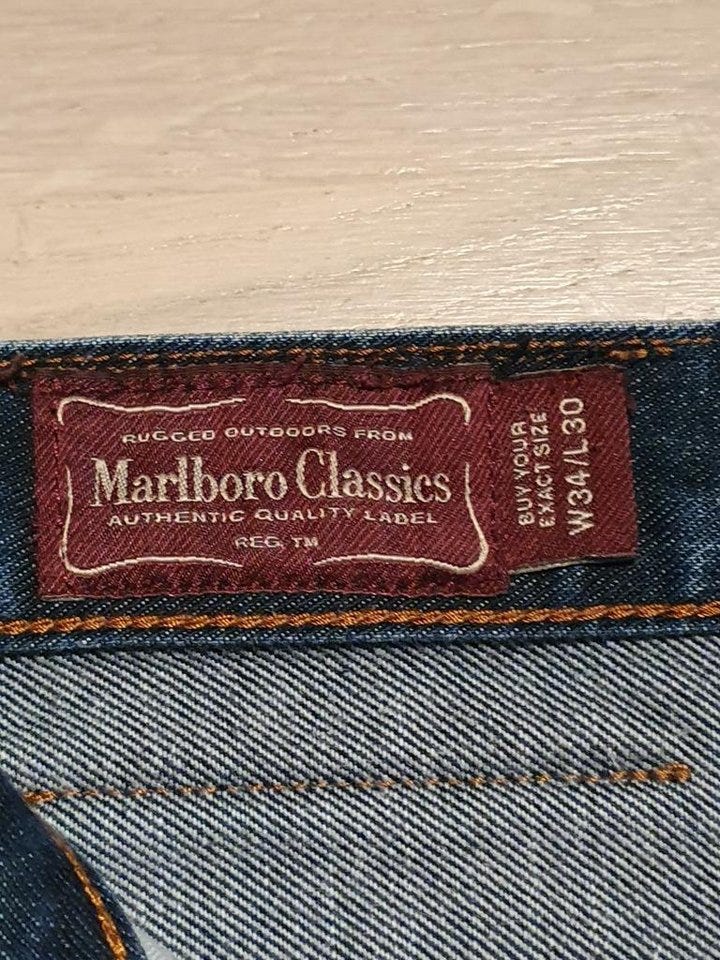 RUGGED OUTDOORS FROM
Marlboro Classics
AUTHENTIC QUALITY LABEL
REG. TM
BUY YOUR
EXACT SIZE
W34/L30